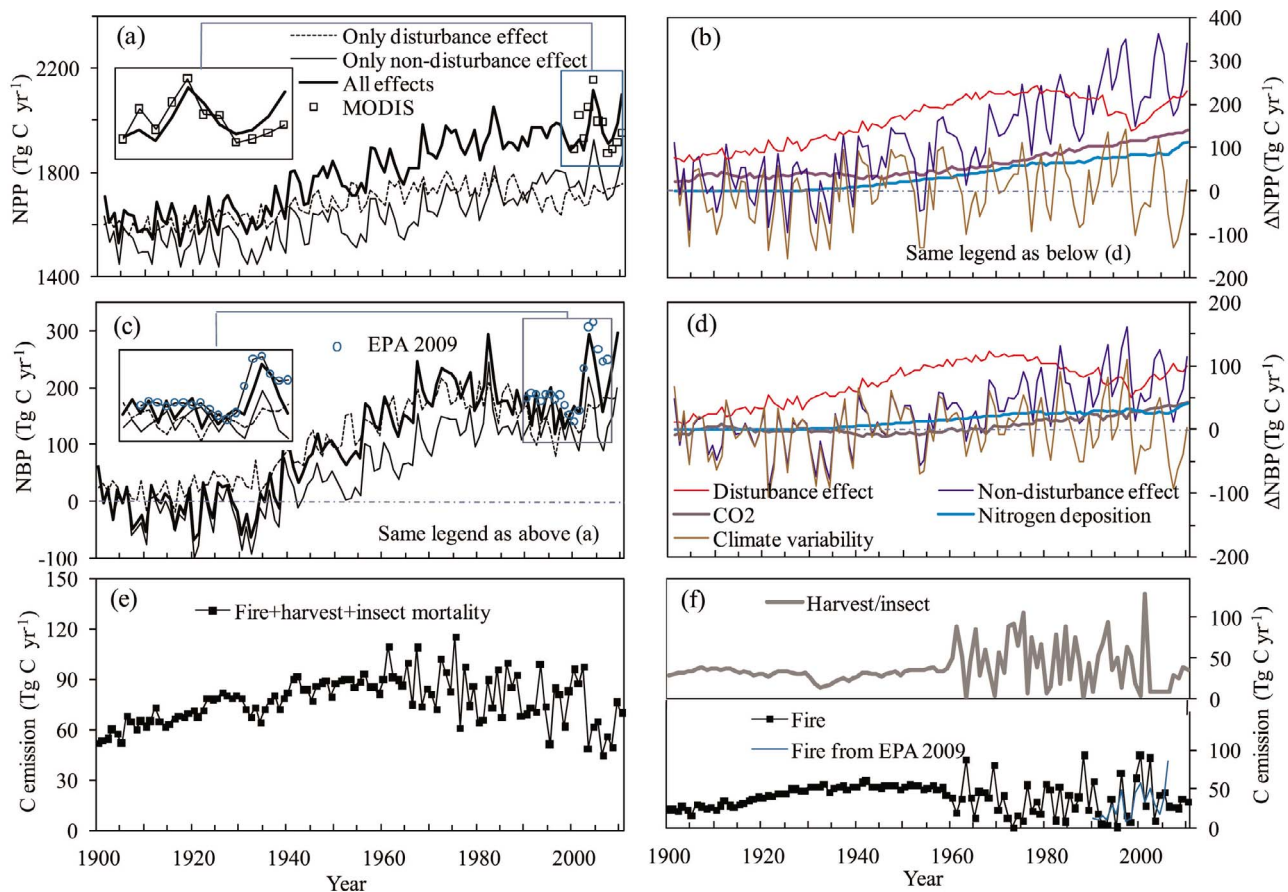 (a)
Only disturbance effect
Only non-disturbance effect
All effects
MODIS
2200
1800
1400
NPP (Tg C yr⁻¹)
(b)
400
300
200
100
0
-100
-200
ΔNPP (Tg C yr⁻¹)
Same legend as below (d)
(c)
EPA 2009
300
200
100
0
-100
NBP (Tg C yr⁻¹)
Same legend as above (a)
(d)
200
100
0
-100
-200
ΔNBP (Tg C yr⁻¹)
Disturbance effect
Non-disturbance effect
CO2
Nitrogen deposition
Climate variability
(e)
Fire+harvest+insect mortality
150
120
90
60
30
0
C emission (Tg C yr⁻¹)
1900 1920 1940 1960 1980 2000
Year
(f)
Harvest/insect
100
50
0
Fire
Fire from EPA 2009
100
50
0
C emission (Tg C yr⁻¹)
1900 1920 1940 1960 1980 2000
Year